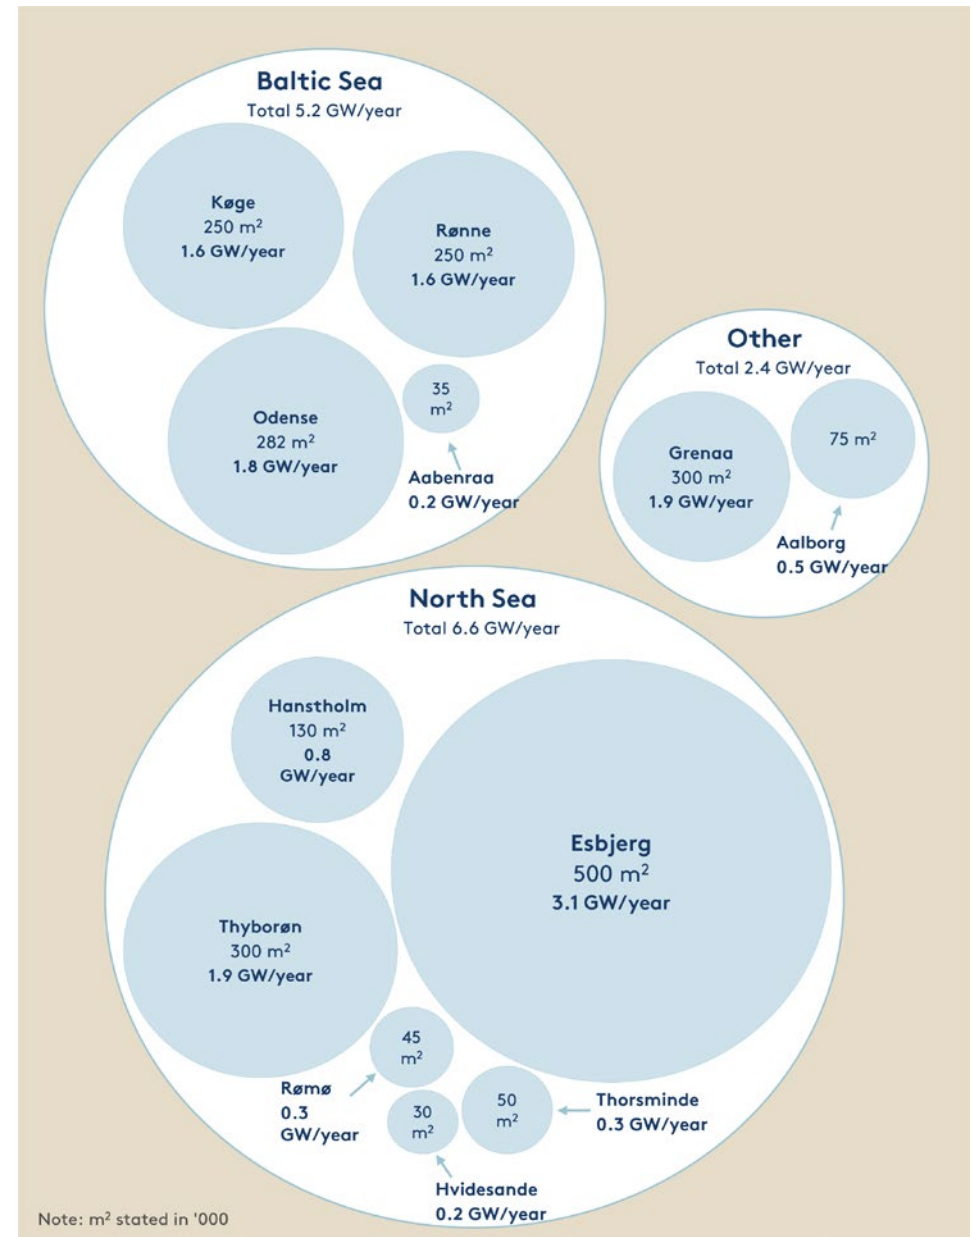 Baltic Sea
Total 5.2 GW/year
Køge
250 m²
1.6 GW/year
Rønne
250 m²
1.6 GW/year
Odense
282 m²
1.8 GW/year
35
m²
Aabenraa
0.2 GW/year
Other
Total 2.4 GW/year
Grenaa
300 m²
1.9 GW/year
75 m²
Aalborg
0.5 GW/year
North Sea
Total 6.6 GW/year
Hanstholm
130 m²
0.8
GW/year
Esbjerg
500 m²
3.1 GW/year
Thyborøn
300 m²
1.9 GW/year
45
m²
Rømø
0.3
GW/year
30
m²
50
m²
Thorsminde
0.3 GW/year
Hvidesande
0.2 GW/year
Note: m² stated in '000